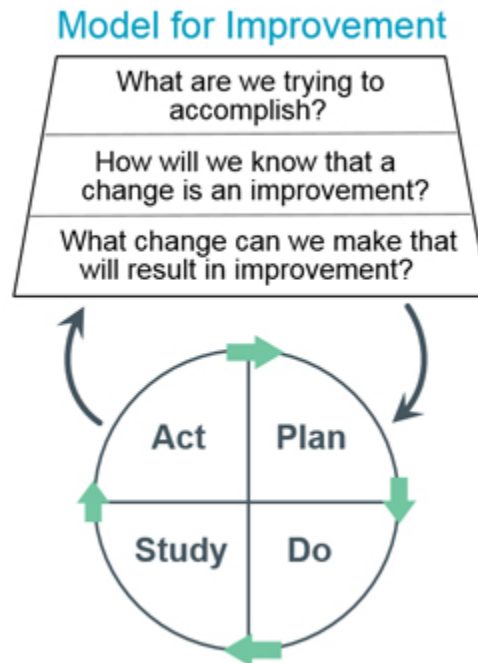 Model for Improvement
What are we trying to
accomplish?
How will we know that a
change is an improvement?
What change can we make that
will result in improvement?
Act
Plan
Study
Do